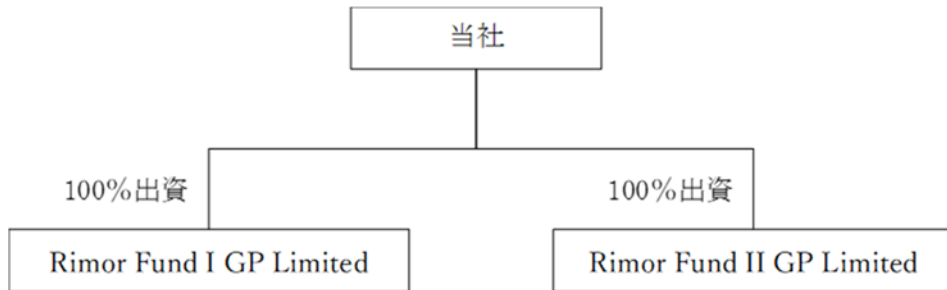 当社
100%出資
100%出資
Rimor Fund I GP Limited
Rimor Fund II GP Limited